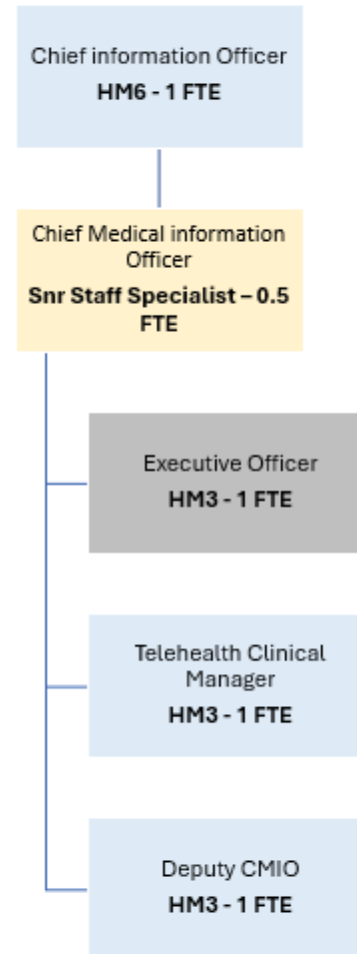 Chief information Officer
HM6 - 1 FTE
Chief Medical information
Officer
Snr Staff Specialist – 0.5
FTE
Executive Officer
HM3 - 1 FTE
Telehealth Clinical
Manager
HM3 - 1 FTE
Deputy CMIO
HM3 - 1 FTE